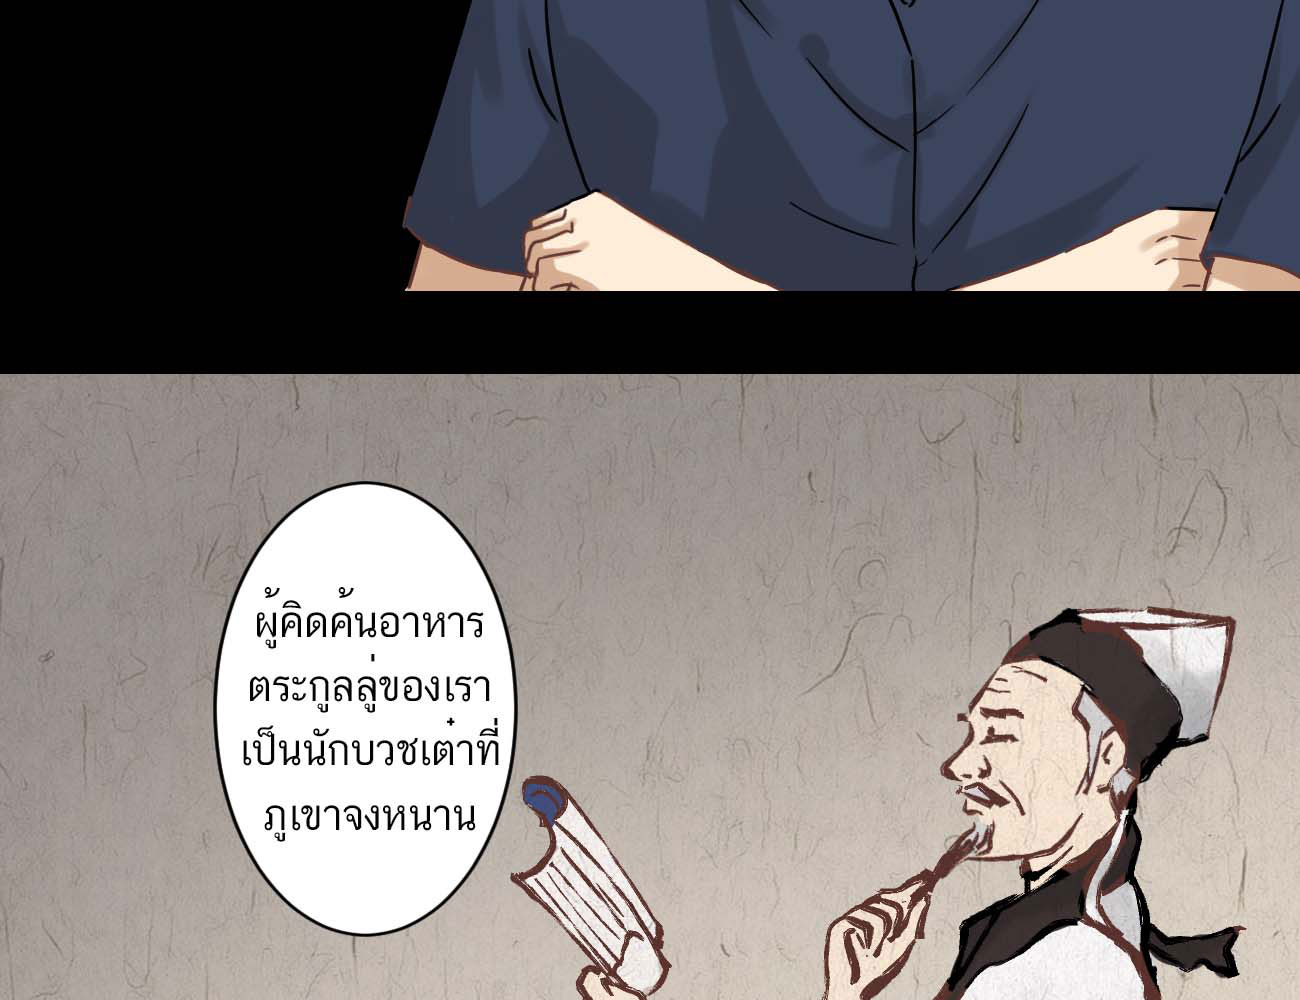 ผู้คิดค้นอาหาร
ตระกูลลู่ของเรา
เป็นนักบวชเต๋าที่
ภูเขาจงหนาน